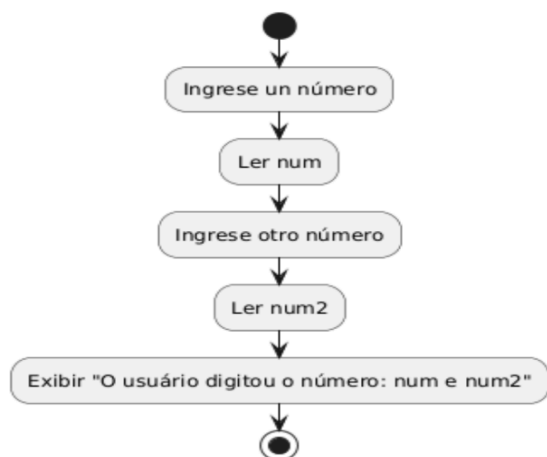 Ingrese un número
Ler num
Ingrese otro número
Ler num2
Exibir "O usuário digitou o número: num e num2"